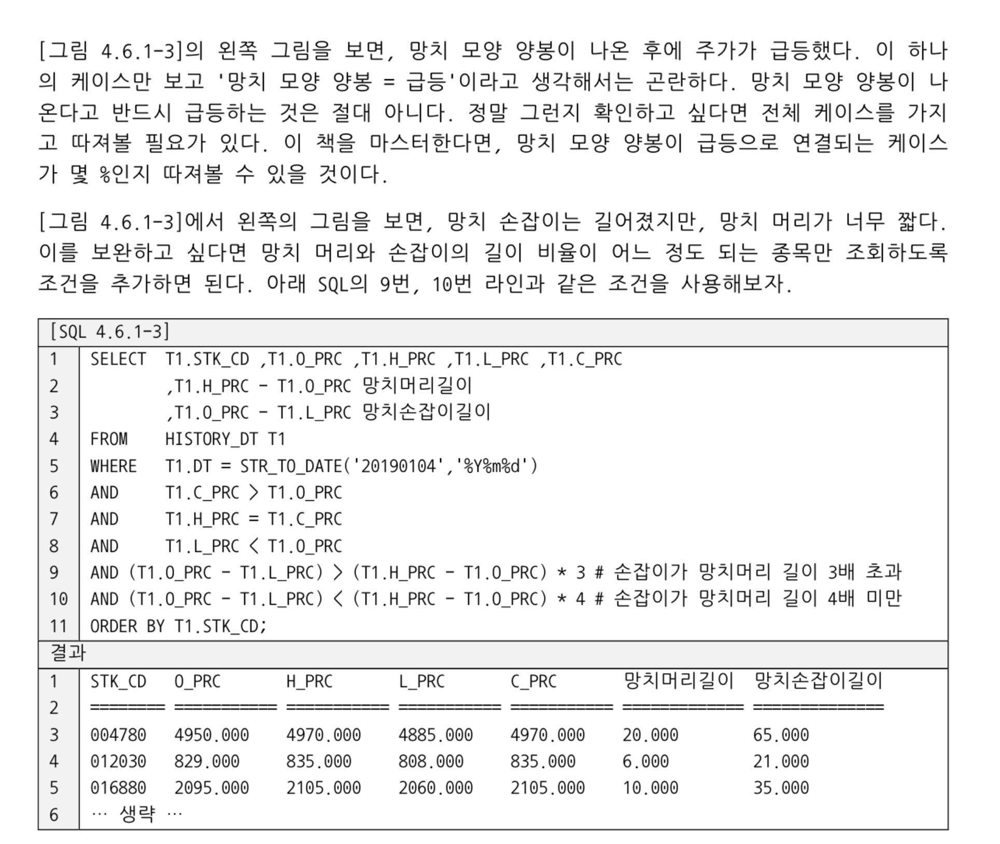 [그림 4.6.1-3]의 왼쪽 그림을 보면, 망치 모양 양봉이 나온 후에 주가가 급등했다. 이 하나
의 케이스만 보고 '망치 모양 양봉 = 급등'이라고 생각해서는 곤란하다. 망치 모양 양봉이 나
온다고 반드시 급등하는 것은 절대 아니다. 정말 그런지 확인하고 싶다면 전체 케이스를 가지
고 따져볼 필요가 있다. 이 책을 마스터한다면, 망치 모양 양봉이 급등으로 연결되는 케이스
가 몇 %인지 따져볼 수 있을 것이다.
[그림 4.6.1-3]에서 왼쪽의 그림을 보면, 망치 손잡이는 길어졌지만, 망치 머리가 너무 짧다.
이를 보완하고 싶다면 망치 머리와 손잡이의 길이 비율이 어느 정도 되는 종목만 조회하도록
조건을 추가하면 된다. 아래 SQL의 9번, 10번 라인과 같은 조건을 사용해보자.
[SQL 4.6.1-3]
1 SELECT T1.STK_CD ,T1.O_PRC ,T1.H_PRC ,T1.L_PRC ,T1.C_PRC
2 ,T1.H_PRC - T1.O_PRC 망치머리길이
3 ,T1.O_PRC - T1.L_PRC 망치손잡이길이
4 FROM HISTORY_DT T1
5 WHERE T1.DT = STR_TO_DATE('20190104','%Y%m%d')
6 AND T1.C_PRC > T1.O_PRC
7 AND T1.H_PRC = T1.C_PRC
8 AND T1.L_PRC < T1.O_PRC
9 AND (T1.O_PRC - T1.L_PRC) > (T1.H_PRC - T1.O_PRC) * 3 # 손잡이가 망치머리 길이 3배 초과
10 AND (T1.O_PRC - T1.L_PRC) < (T1.H_PRC - T1.O_PRC) * 4 # 손잡이가 망치머리 길이 4배 미만
11 ORDER BY T1.STK_CD;
결과
1 STK_CD O_PRC H_PRC L_PRC C_PRC 망치머리길이 망치손잡이길이
2 ======== =========== =========== =========== =========== ============= ==============
3 004780 4950.000 4970.000 4885.000 4970.000 20.000 65.000
4 012030 829.000 835.000 808.000 835.000 6.000 21.000
5 016880 2095.000 2105.000 2060.000 2105.000 10.000 35.000
6 … 생략 …